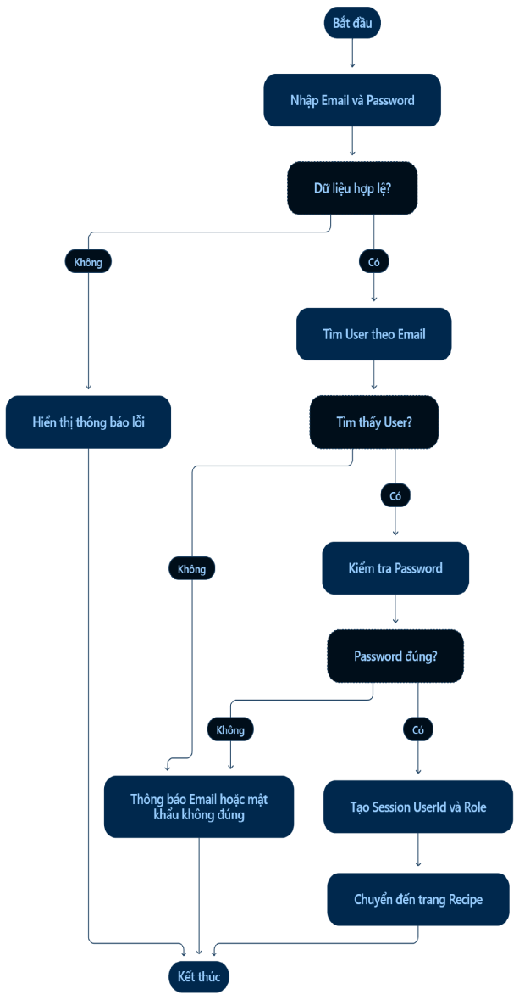 Bắt đầu
Nhập Email và Password
Dữ liệu hợp lệ?
Không
Có
Tìm User theo Email
Hiển thị thông báo lỗi
Tìm thấy User?
Có
Không
Kiểm tra Password
Password đúng?
Không
Có
Thông báo Email hoặc mật
khẩu không đúng
Tạo Session UserId và Role
Chuyển đến trang Recipe
Kết thúc